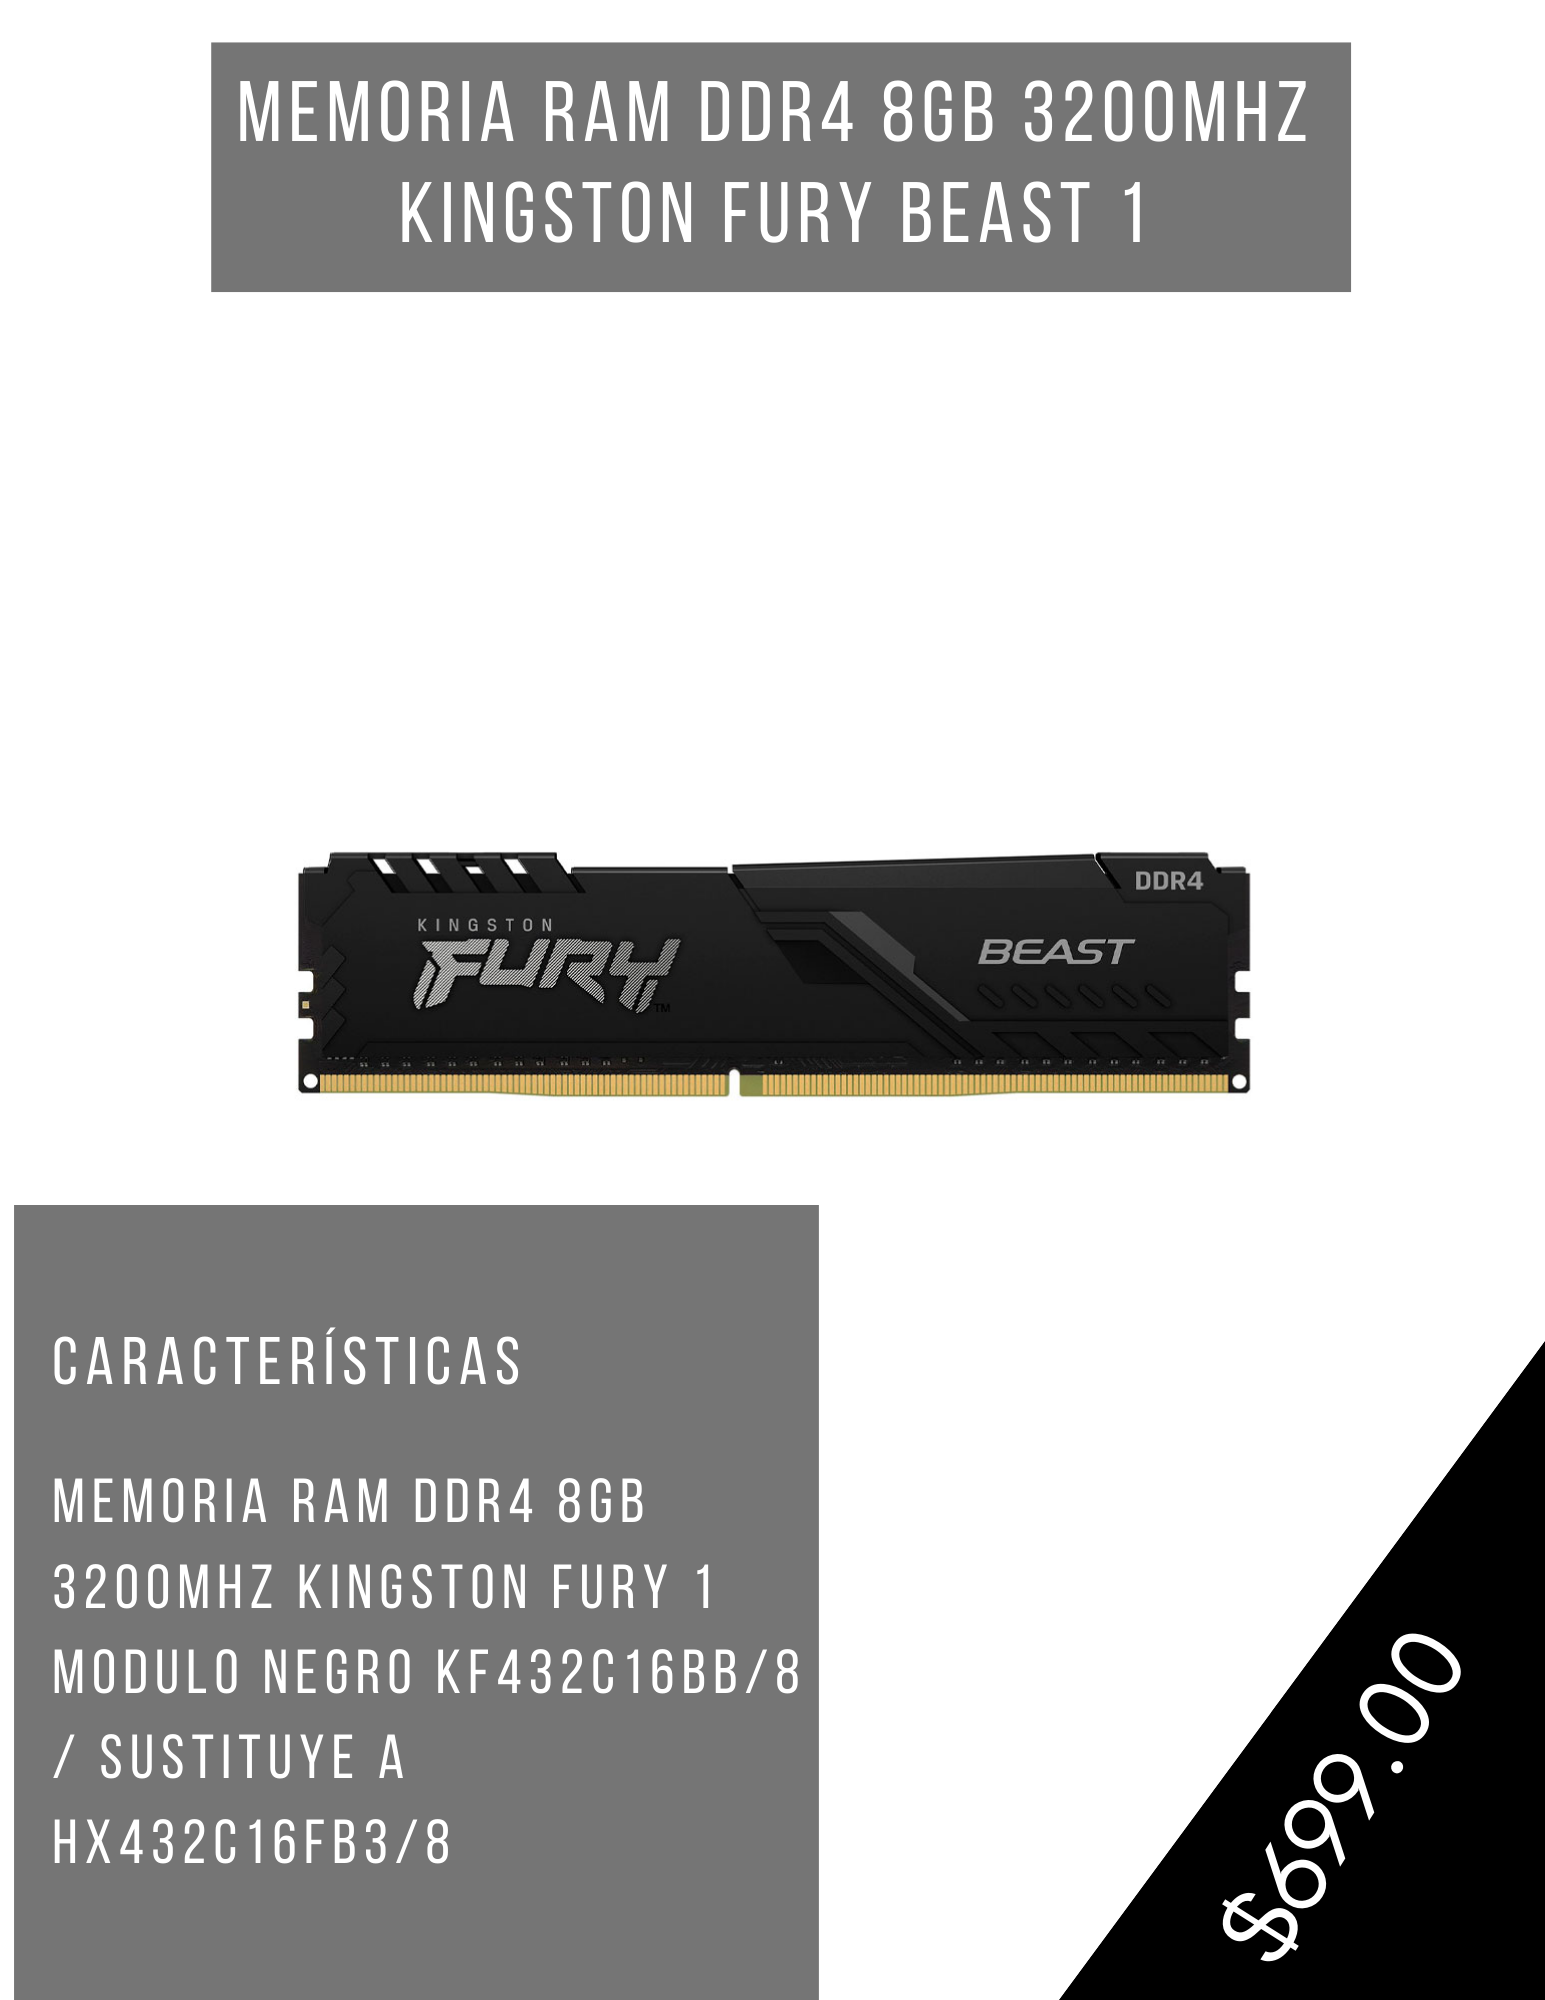 MEMORIA RAM DDR4 8GB 3200MHZ
KINGSTON FURY BEAST 1
DDR4
KINGSTON
FURY™
BEAST
CARACTERÍSTICAS
MEMORIA RAM DDR4 8GB
3200MHZ KINGSTON FURY 1
MODULO NEGRO KF432C16BB/8
/ SUSTITUYE A
HX432C16FB3/8
$699.00